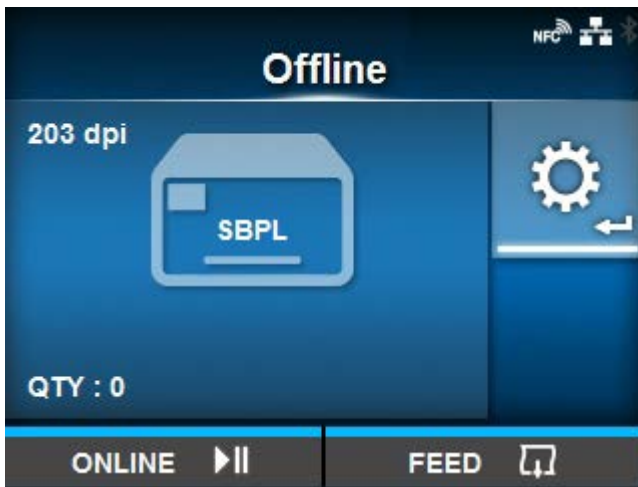 NFC
Offline
203 dpi
SBPL
QTY : 0
ONLINE
FEED